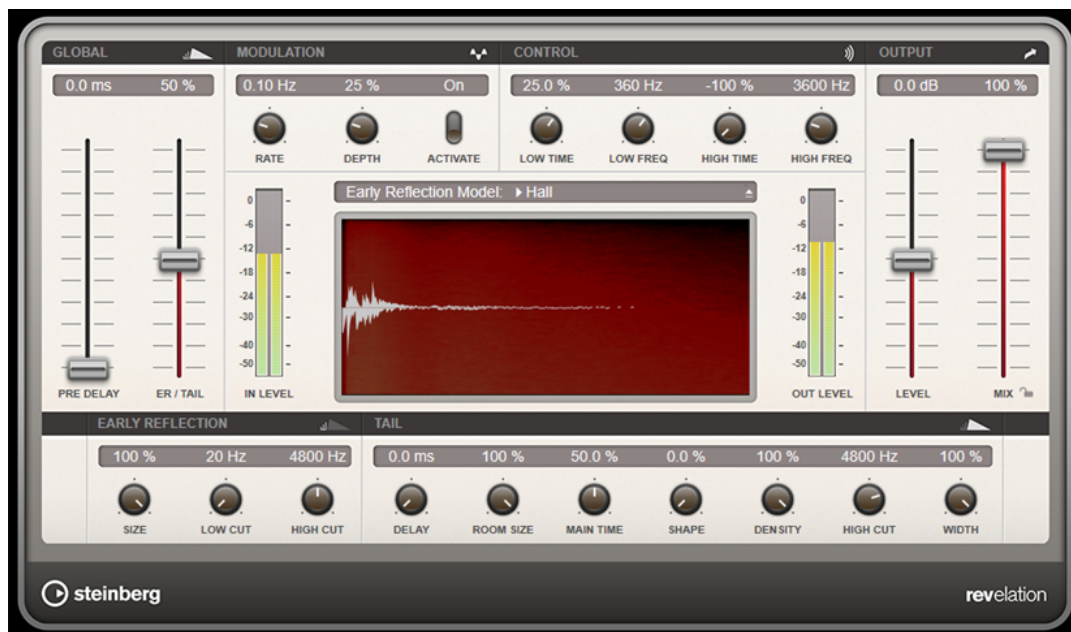 GLOBAL MODULATION CONTROL OUTPUT
0.0 ms 50 % 0.10 Hz 25 % On 25.0 % 360 Hz -100 % 3600 Hz 0.0 dB 100 %
RATE DEPTH ACTIVATE LOW TIME LOW FREQ HIGH TIME HIGH FREQ
Early Reflection Model: Hall
0 0
-6 -6
-12 -12
-18 -18
-24 -24
-30 -30
-40 -40
-50 -50
PRE DELAY ER / TAIL IN LEVEL OUT LEVEL LEVEL MIX
EARLY REFLECTION TAIL
100 % 20 Hz 4800 Hz 0.0 ms 100 % 50.0 % 0.0 % 100 % 4800 Hz 100 %
SIZE LOW CUT HIGH CUT DELAY ROOM SIZE MAIN TIME SHAPE DENSITY HIGH CUT WIDTH
steinberg revelation